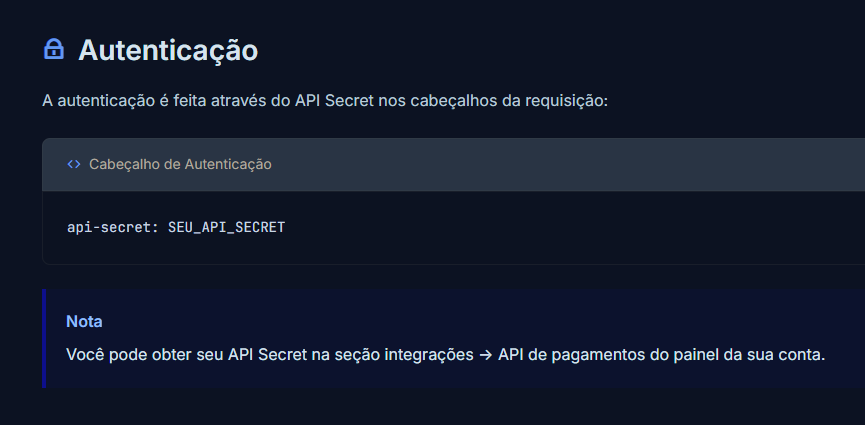 Autenticação
A autenticação é feita através do API Secret nos cabeçalhos da requisição:
<> Cabeçalho de Autenticação
api-secret: SEU_API_SECRET
Nota
Você pode obter seu API Secret na seção integrações → API de pagamentos do painel da sua conta.